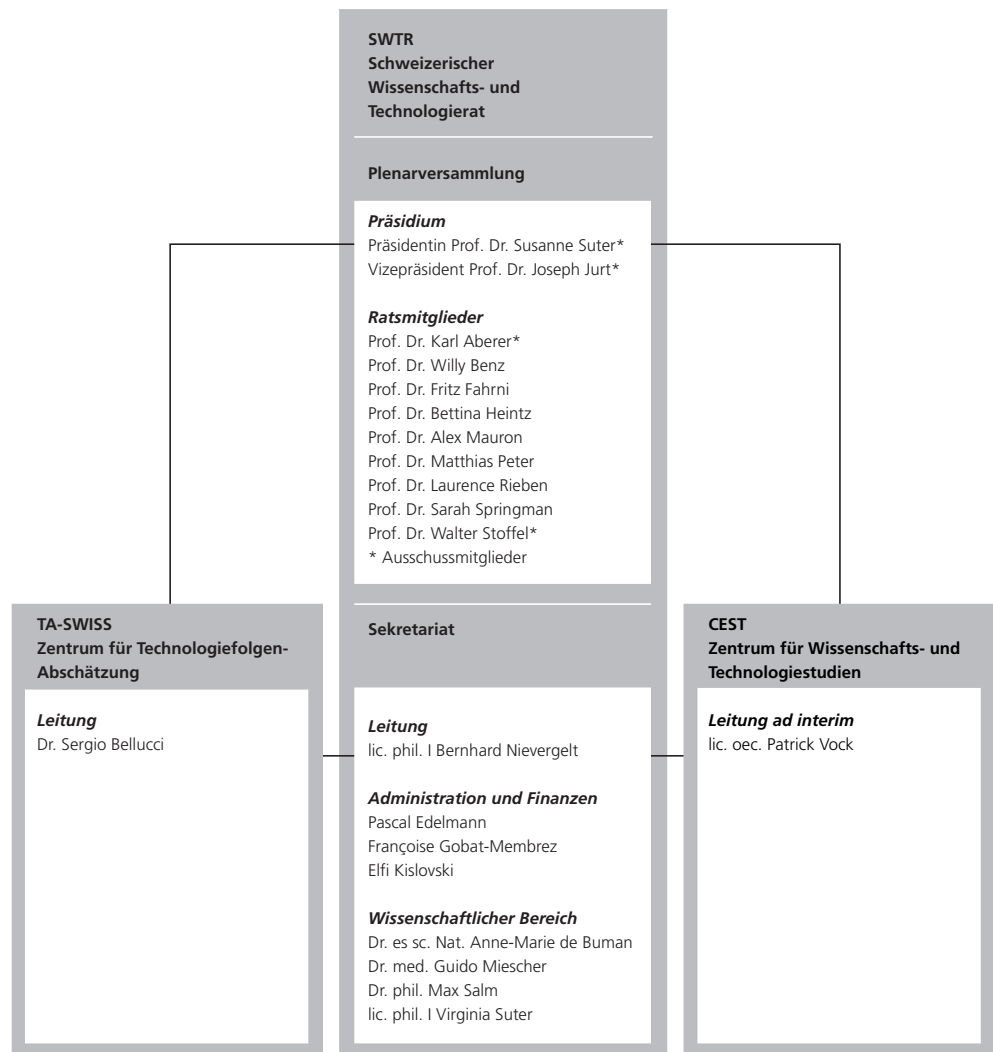 SWTR
Schweizerischer
Wissenschafts- und
Technologierat
Plenarversammlung
Präsidium
Präsidentin Prof. Dr. Susanne Suter*
Vizepräsident Prof. Dr. Joseph Jurt*
Ratsmitglieder
Prof. Dr. Karl Aberer*
Prof. Dr. Willy Benz
Prof. Dr. Fritz Fahrni
Prof. Dr. Bettina Heintz
Prof. Dr. Alex Mauron
Prof. Dr. Matthias Peter
Prof. Dr. Laurence Rieben
Prof. Dr. Sarah Springman
Prof. Dr. Walter Stoffel*
* Ausschussmitglieder
TA-SWISS
Zentrum für Technologiefolgen-
Abschätzung
Leitung
Dr. Sergio Bellucci
Sekretariat
Leitung
lic. phil. I Bernhard Nievergelt
Administration und Finanzen
Pascal Edelmann
Françoise Gobat-Membrez
Elfi Kislovski
Wissenschaftlicher Bereich
Dr. es sc. Nat. Anne-Marie de Buman
Dr. med. Guido Miescher
Dr. phil. Max Salm
lic. phil. I Virginia Suter
CEST
Zentrum für Wissenschafts- und
Technologiestudien
Leitung ad interim
lic. oec. Patrick Vock